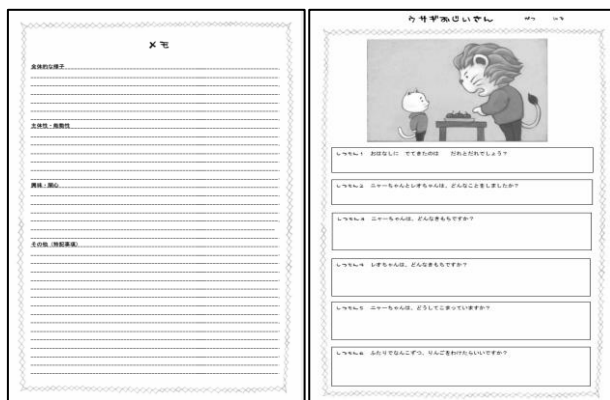 メモ
全体的な様子
主体性・能動性
興味・関心
その他（特記事項）
ウサギおじいさん　がつ　にち
しつもん1　おはなしに　でてきたのは　だれとだれでしょう？
しつもん2　ニャーちゃんとレオちゃんは、どんなことをしましたか？
しつもん3　ニャーちゃんは、どんなきもちですか？
しつもん4　レオちゃんは、どんなきもちですか？
しつもん5　ニャーちゃんは、どうしてこまっていますか？
しつもん6　ふたりでなんこずつ、りんごをわけたらいいですか？